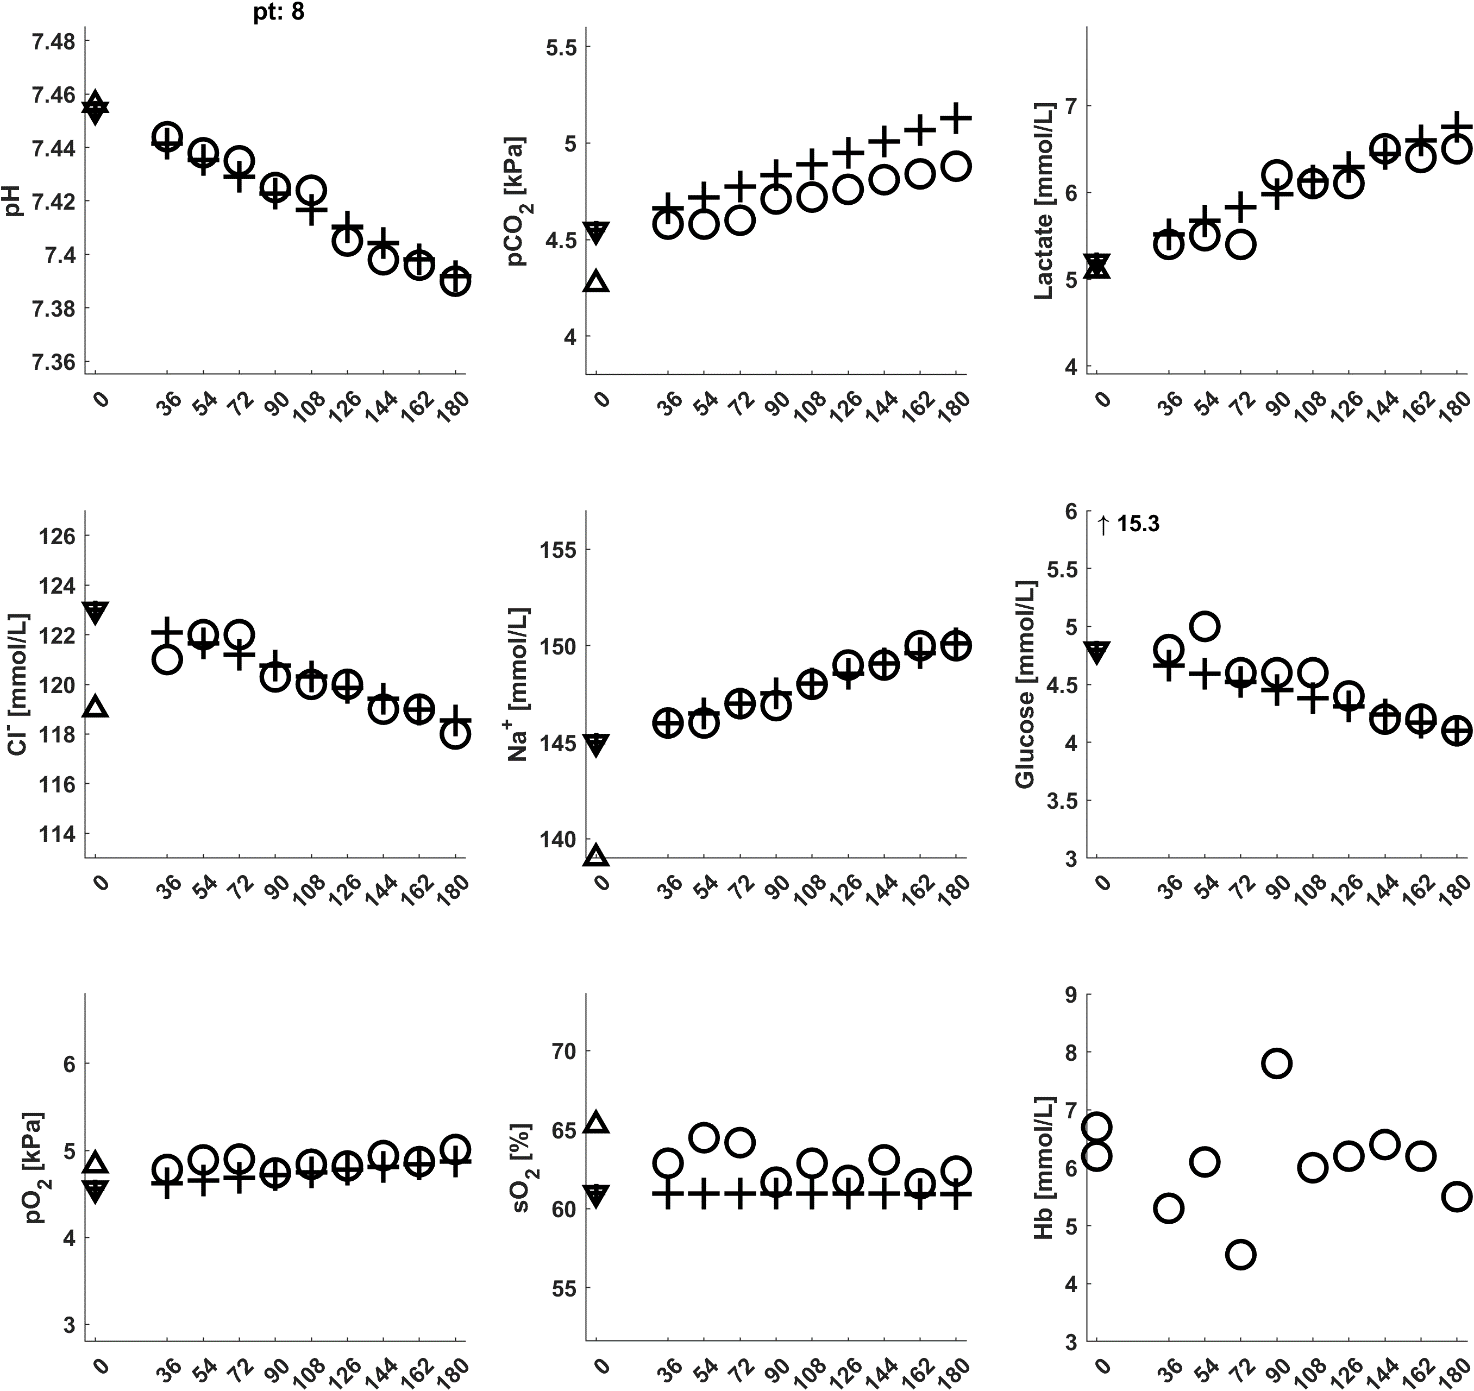 pt: 8
pH
7.48
7.46
7.44
7.42
7.4
7.38
7.36
0 36 54 72 90 108 126 144 162 180
pCO2 [kPa]
5.5
5
4.5
4
0 36 54 72 90 108 126 144 162 180
Lactate [mmol/L]
7
6
5
4
0 36 54 72 90 108 126 144 162 180
Cl- [mmol/L]
126
124
122
120
118
116
114
0 36 54 72 90 108 126 144 162 180
Na+ [mmol/L]
155
150
145
140
0 36 54 72 90 108 126 144 162 180
Glucose [mmol/L]
↑ 15.3
6
5.5
5
4.5
4
3.5
3
0 36 54 72 90 108 126 144 162 180
pO2 [kPa]
6
5
4
3
0 36 54 72 90 108 126 144 162 180
sO2 [%]
70
65
60
55
0 36 54 72 90 108 126 144 162 180
Hb [mmol/L]
9
8
7
6
5
4
3
0 36 54 72 90 108 126 144 162 180